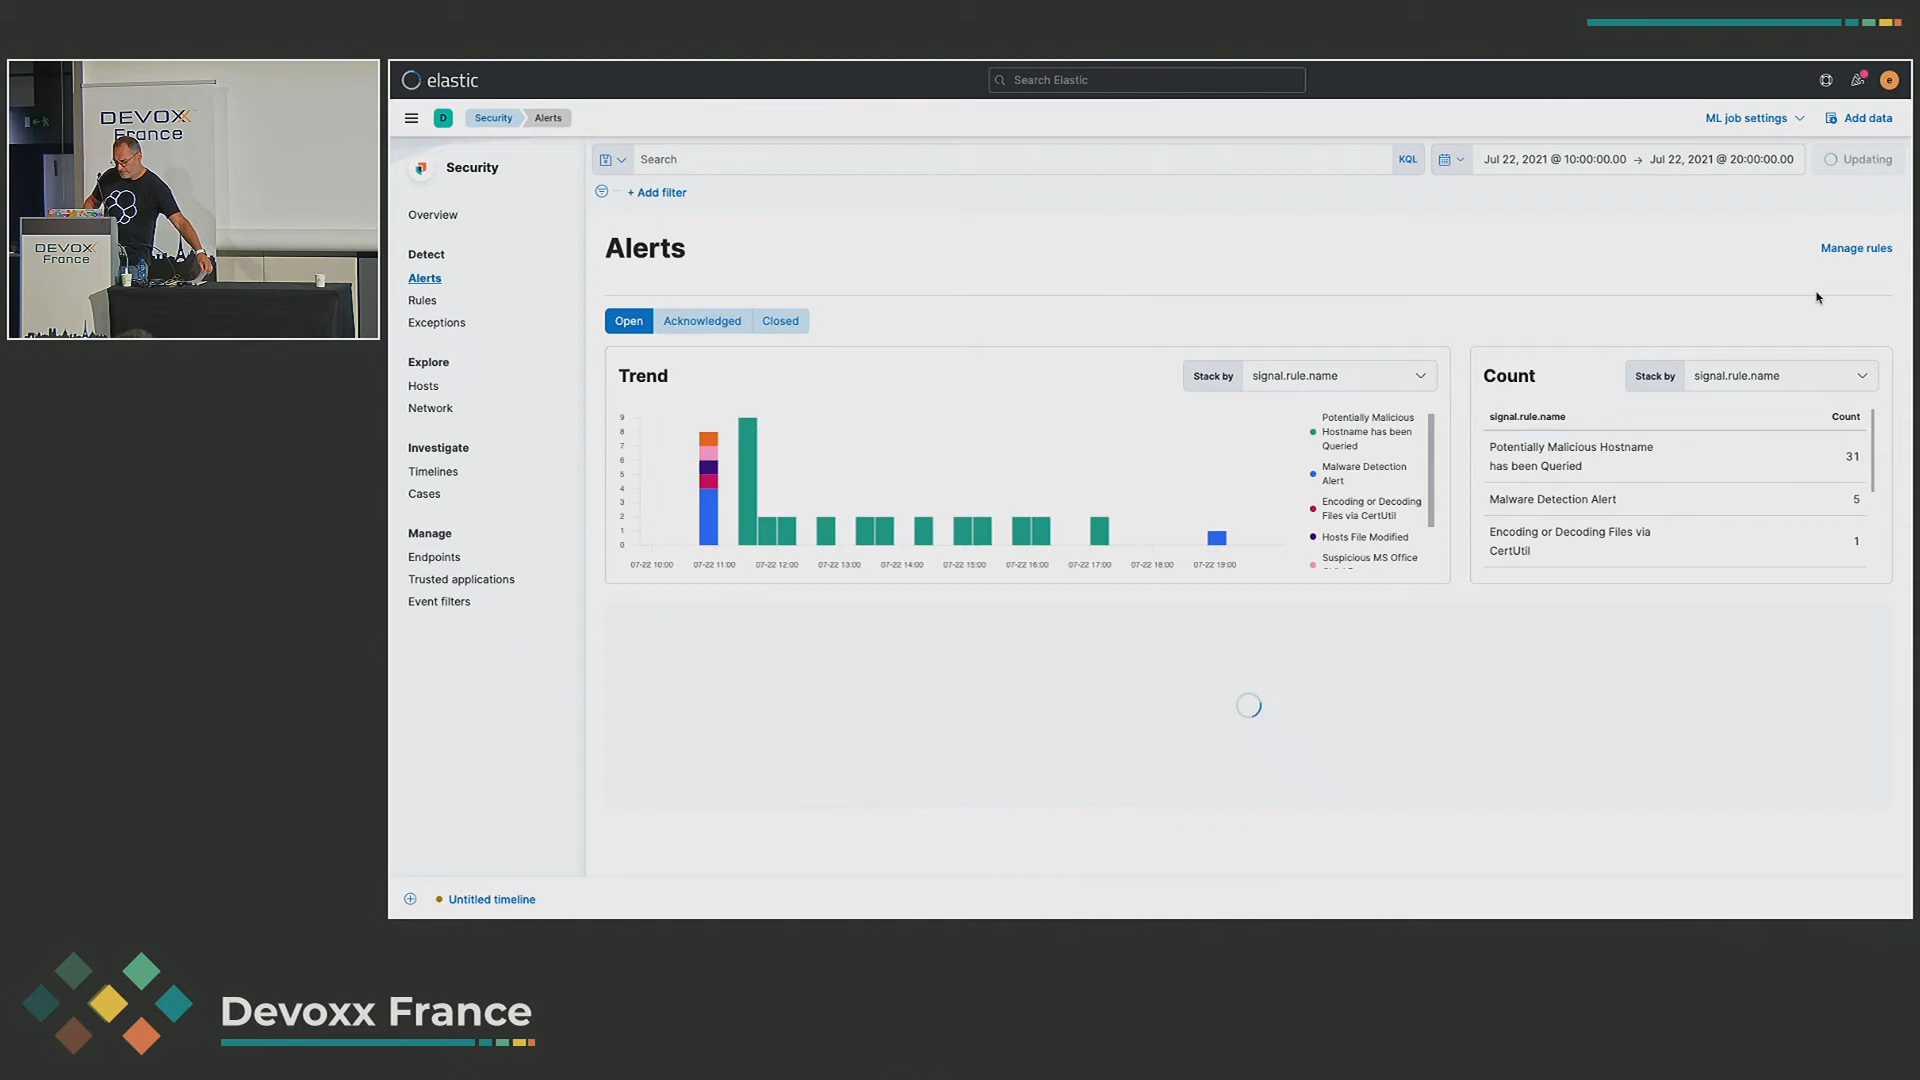 DEVOXX
France
DEVOXX
France
elastic
Search Elastic
e
D
Security
Alerts
ML job settings
Add data
Security
Search
KQL
Jul 22, 2021 @ 10:00:00.00 → Jul 22, 2021 @ 20:00:00.00
Updating
+ Add filter
Overview
Detect
Alerts
Rules
Exceptions
Explore
Hosts
Network
Investigate
Timelines
Cases
Manage
Endpoints
Trusted applications
Event filters
Alerts
Manage rules
Open
Acknowledged
Closed
Trend
Stack by
signal.rule.name
9
8
7
6
5
4
3
2
1
0
07-22 10:00
07-22 11:00
07-22 12:00
07-22 13:00
07-22 14:00
07-22 15:00
07-22 16:00
07-22 17:00
07-22 18:00
07-22 19:00
Potentially Malicious
Hostname has been
Queried
Malware Detection
Alert
Encoding or Decoding
Files via CertUtil
Hosts File Modified
Suspicious MS Office
Count
Stack by
signal.rule.name
signal.rule.name
Count
Potentially Malicious Hostname
has been Queried
31
Malware Detection Alert
5
Encoding or Decoding Files via
CertUtil
1
Untitled timeline
Devoxx France